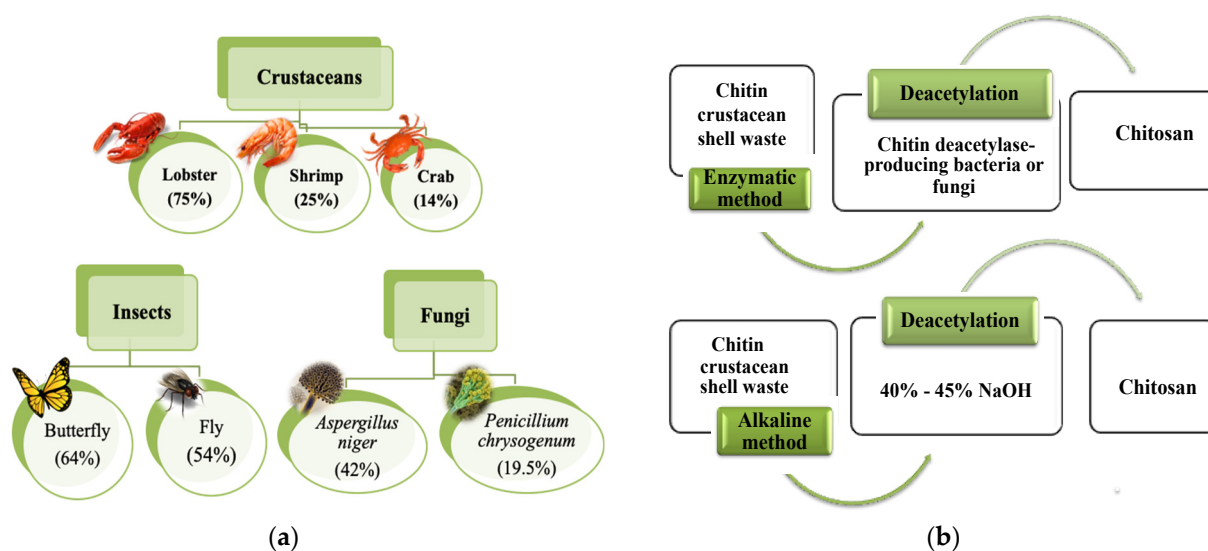 Crustaceans
Lobster
(75%)
Shrimp
(25%)
Crab
(14%)
Insects
Butterfly
(64%)
Fly
(54%)
Fungi
Aspergillus
niger
(42%)
Penicillium
chrysogenum
(19.5%)
(a)
Chitin
crustacean
shell waste
Enzymatic
method
Deacetylation
Chitin deacetylase-
producing bacteria or
fungi
Chitosan
Chitin
crustacean
shell waste
Alkaline
method
Deacetylation
40% - 45% NaOH
Chitosan
(b)